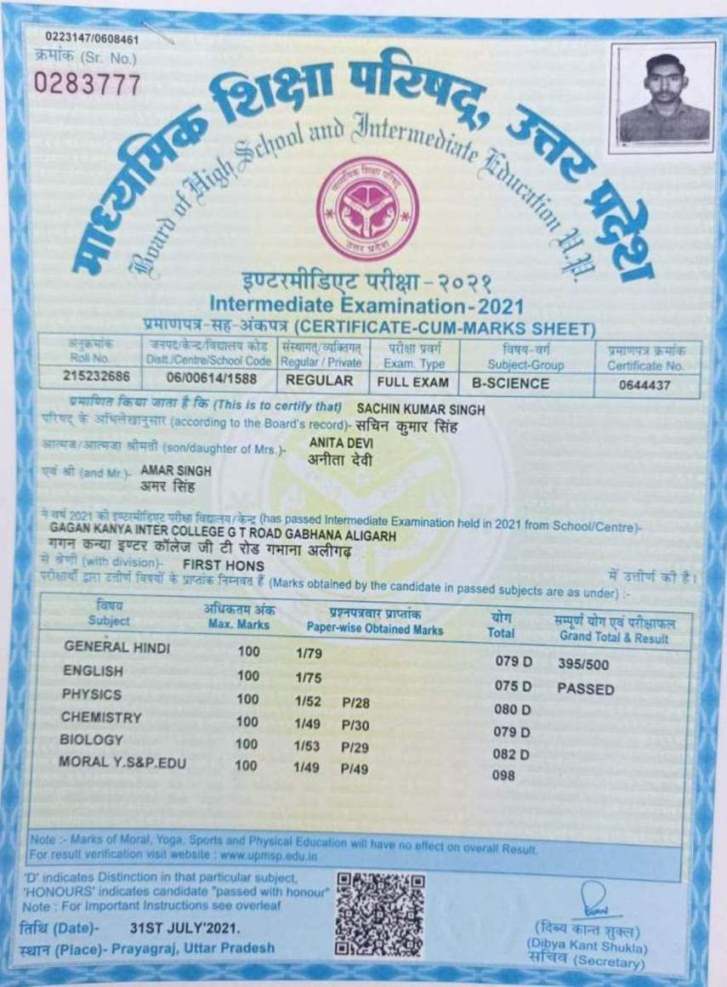 0223147/0608461
क्रमांक (Sr. No.)
0283777
माध्यमिक शिक्षा परिषद्, उत्तर प्रदेश
Board of High School and Intermediate Education U.P.
माध्यमिक शिक्षा परिषद्
उत्तर प्रदेश
इण्टरमीडिएट परीक्षा - २०२१
Intermediate Examination - 2021
प्रमाणपत्र-सह-अंकपत्र (CERTIFICATE-CUM-MARKS SHEET)
अनुक्रमांक जनपद/केन्द्र/विद्यालय कोड संस्थागत/व्यक्तिगत परीक्षा प्रवर्ग विषय-वर्ग प्रमाणपत्र क्रमांक
Roll No. Distt./Centre/School Code Regular / Private Exam. Type Subject-Group Certificate No.
215232686 06/00614/1588 REGULAR FULL EXAM B-SCIENCE 0644437
प्रमाणित किया जाता है कि (This is to certify that) SACHIN KUMAR SINGH
परिषद् के अभिलेखानुसार (according to the Board's record)- सचिन कुमार सिंह
आत्मज/आत्मजा श्रीमती (son/daughter of Mrs.)- ANITA DEVI
अनीता देवी
एवं श्री (and Mr.)- AMAR SINGH
अमर सिंह
ने वर्ष 2021 की इण्टरमीडिएट परीक्षा विद्यालय/केन्द्र (has passed Intermediate Examination held in 2021 from School/Centre)-
GAGAN KANYA INTER COLLEGE G T ROAD GABHANA ALIGARH
गगन कन्या इण्टर कॉलेज जी टी रोड गभाना अलीगढ़
से श्रेणी (with division)- FIRST HONS में उत्तीर्ण की है।
परीक्षार्थी द्वारा उत्तीर्ण विषयों के प्राप्तांक निम्नवत हैं (Marks obtained by the candidate in passed subjects are as under) :-
विषय अधिकतम अंक प्रश्नपत्रवार प्राप्तांक योग सम्पूर्ण योग एवं परीक्षाफल
Subject Max. Marks Paper-wise Obtained Marks Total Grand Total & Result
GENERAL HINDI 100 1/79 079 D 395/500
ENGLISH 100 1/75 075 D PASSED
PHYSICS 100 1/52 P/28 080 D
CHEMISTRY 100 1/49 P/30 079 D
BIOLOGY 100 1/53 P/29 082 D
MORAL Y.S&P.EDU 100 1/49 P/49 098
Note :- Marks of Moral, Yoga, Sports and Physical Education will have no effect on overall Result.
For result verification visit website : www.upmsp.edu.in
'D' indicates Distinction in that particular subject,
'HONOURS' indicates candidate "passed with honour"
Note : For Important Instructions see overleaf
तिथि (Date)- 31ST JULY'2021.
स्थान (Place)- Prayagraj, Uttar Pradesh
(दिब्य कान्त शुक्ल)
(Dibya Kant Shukla)
सचिव (Secretary)